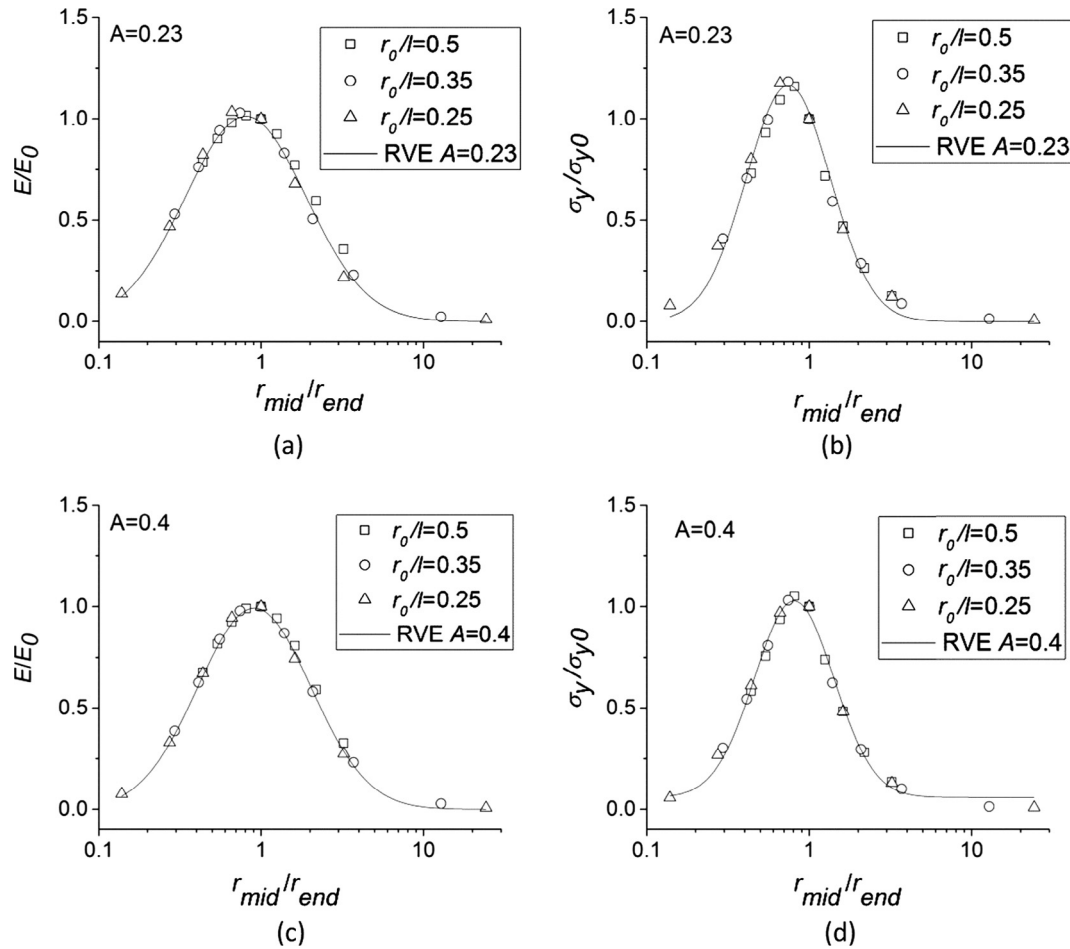 1.5
1.0
0.5
0.0
E/E0
A=0.23
r0/l=0.5
r0/l=0.35
r0/l=0.25
RVE A=0.23
0.1
1
10
rmid/rend
(a)
1.5
1.0
0.5
0.0
σy/σy0
A=0.23
r0/l=0.5
r0/l=0.35
r0/l=0.25
RVE A=0.23
0.1
1
10
rmid/rend
(b)
1.5
1.0
0.5
0.0
E/E0
A=0.4
r0/l=0.5
r0/l=0.35
r0/l=0.25
RVE A=0.4
0.1
1
10
rmid/rend
(c)
1.5
1.0
0.5
0.0
σy/σy0
A=0.4
r0/l=0.5
r0/l=0.35
r0/l=0.25
RVE A=0.4
0.1
1
10
rmid/rend
(d)